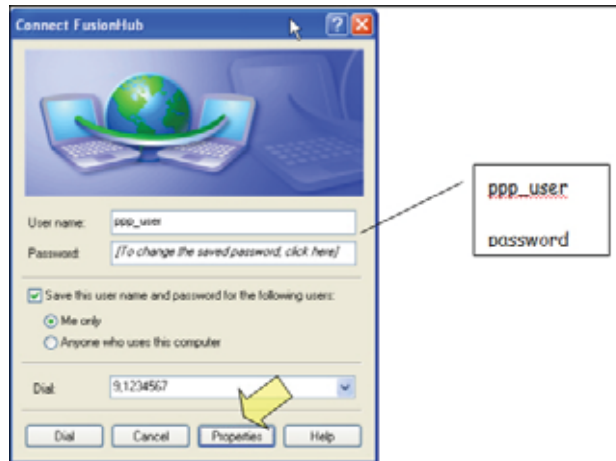 Connect FusionHub
User name: ppp_user
Password: [To change the saved password, click here]
Save this user name and password for the following users:
Me only
Anyone who uses this computer
Dial: 9,1234567
Dial Cancel Properties Help
ppp_user
password